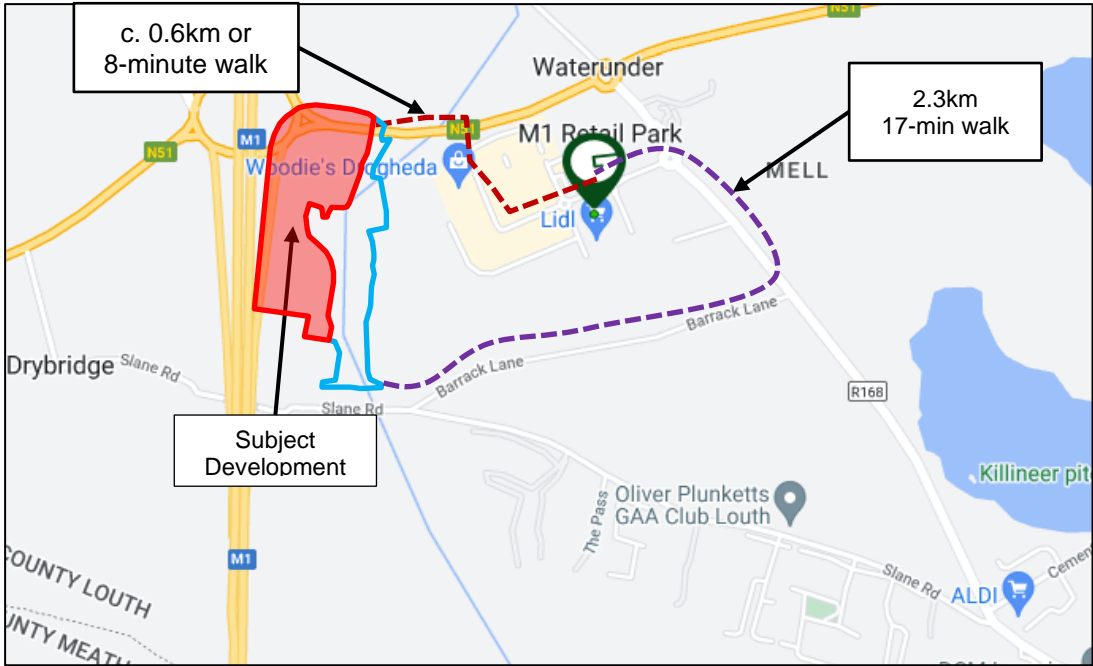 N51
c. 0.6km or
8-minute walk
Waterunder
2.3km
17-min walk
M1
N51
N51
M1 Retail Park
Woodie's Drogheda
MELL
Lidl
Barrack Lane
Drybridge
Slane Rd
Barrack Lane
Slane Rd
R168
Subject
Development
Killineer pit
Oliver Plunketts
GAA Club Louth
The Pass
M1
COUNTY LOUTH
Slane Rd
Cement
ALDI
UNTY MEATH